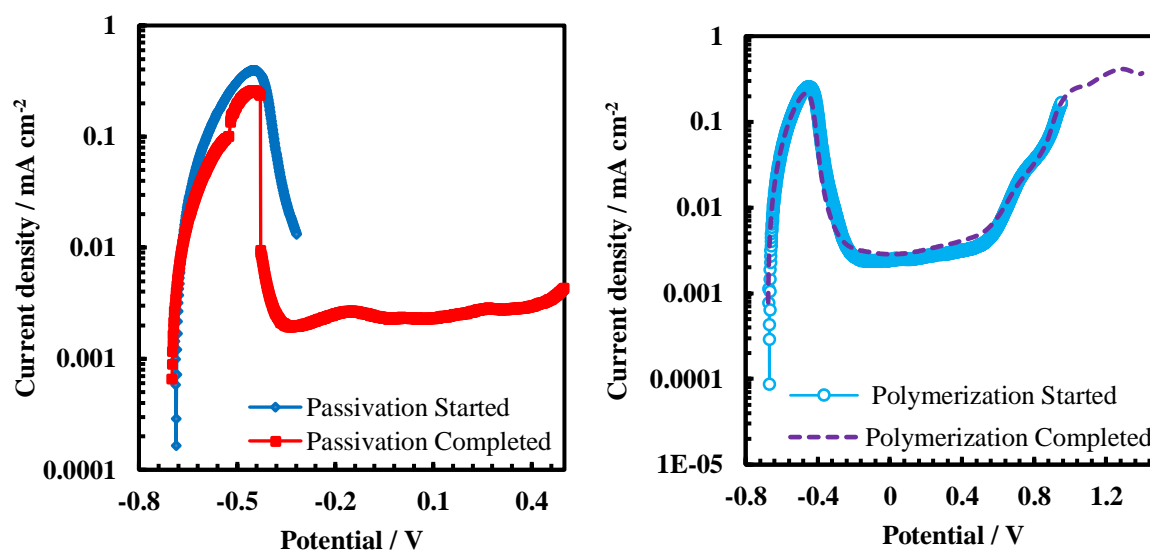 Current density / mA cm-2
1
0.1
0.01
0.001
0.0001
-0.8 -0.5 -0.2 0.1 0.4
Potential / V
Passivation Started
Passivation Completed
Current density / mA cm-2
1
0.1
0.01
0.001
0.0001
1E-05
-0.8 -0.4 0 0.4 0.8 1.2
Potential / V
Polymerization Started
Polymerization Completed